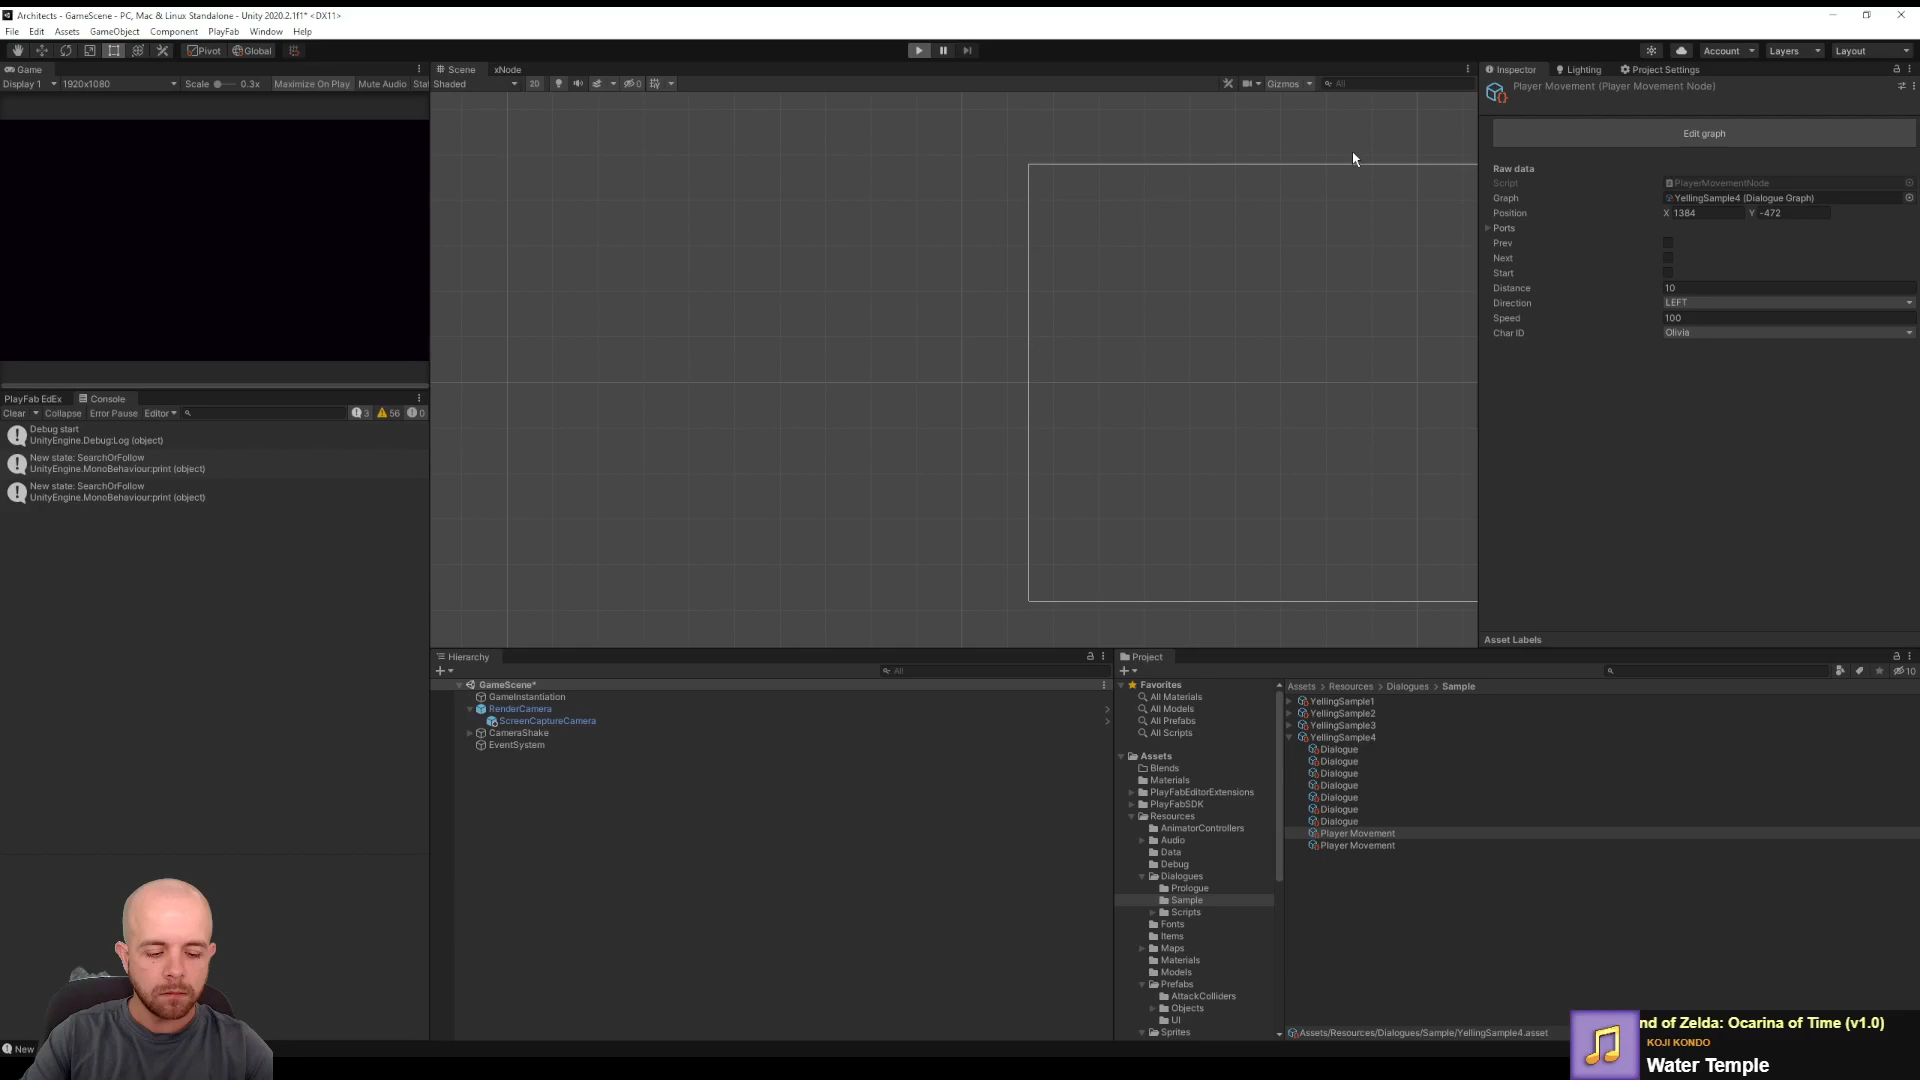 Architects - GameScene - PC, Mac & Linux Standalone - Unity 2020.2.1f1* <DX11>
File Edit Assets GameObject Component PlayFab Window Help
Pivot Global
Account Layers Layout
Game
Display 1 1920x1080 Scale 0.3x Maximize On Play Mute Audio Stat
Scene xNode
Shaded 2D 0 Gizmos All
Inspector Lighting Project Settings
Player Movement (Player Movement Node)
Edit graph
Raw data
Script PlayerMovementNode
Graph YellingSample4 (Dialogue Graph)
Position X 1384 Y -472
Ports
Prev
Next
Start
Distance 10
Direction LEFT
Speed 100
Char ID Olivia
Asset Labels
PlayFab EdEx Console
Clear Collapse Error Pause Editor 3 56 0
Debug start
UnityEngine.Debug:Log (object)
New state: SearchOrFollow
UnityEngine.MonoBehaviour:print (object)
New state: SearchOrFollow
UnityEngine.MonoBehaviour:print (object)
New
Hierarchy
All
GameScene*
GameInstantiation
RenderCamera
ScreenCaptureCamera
CameraShake
EventSystem
Project
10
Favorites
All Materials
All Models
All Prefabs
All Scripts
Assets
Blends
Materials
PlayFabEditorExtensions
PlayFabSDK
Resources
AnimatorControllers
Audio
Data
Debug
Dialogues
Prologue
Sample
Scripts
Fonts
Items
Maps
Materials
Models
Prefabs
AttackColliders
Objects
UI
Sprites
Assets > Resources > Dialogues > Sample
YellingSample1
YellingSample2
YellingSample3
YellingSample4
Dialogue
Dialogue
Dialogue
Dialogue
Dialogue
Dialogue
Dialogue
Player Movement
Player Movement
Assets/Resources/Dialogues/Sample/YellingSample4.asset
nd of Zelda: Ocarina of Time (v1.0)
KOJI KONDO
Water Temple